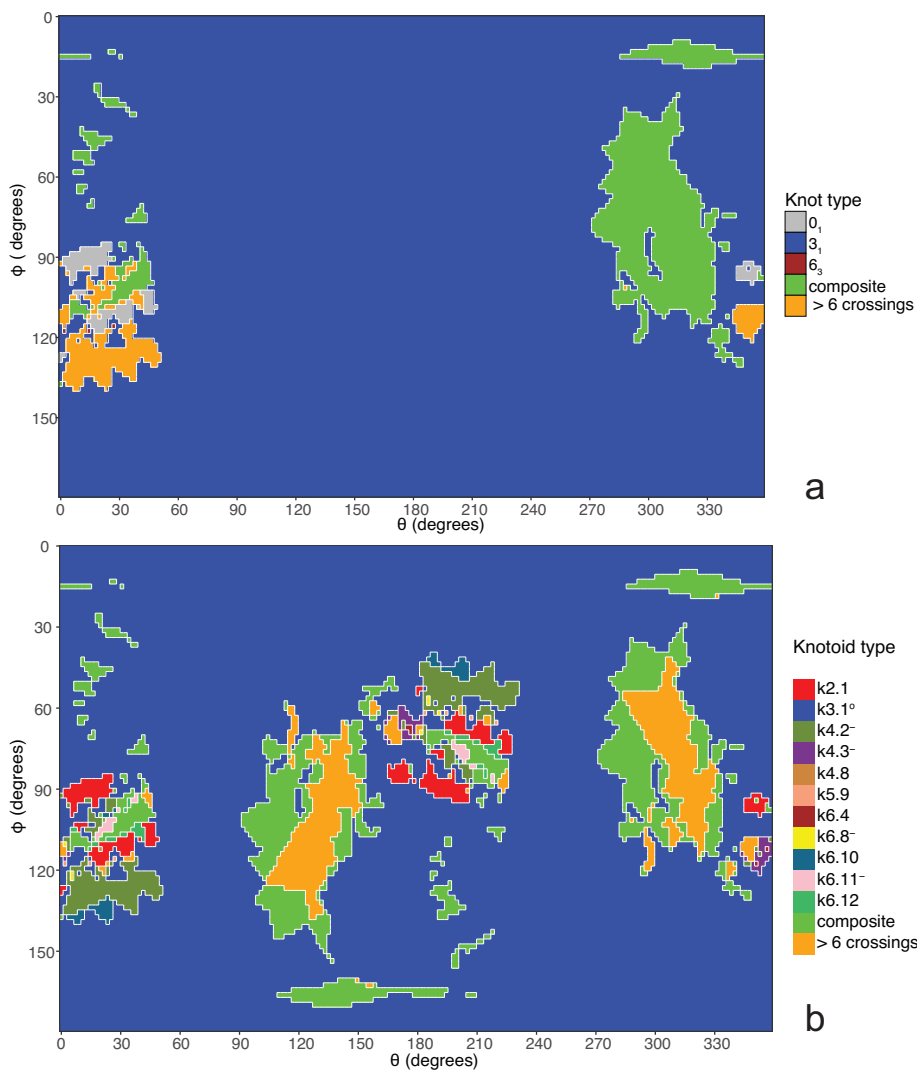 0
30
60
90
120
150
ϕ ( degrees)
0 30 60 90 120 150 180 210 240 270 300 330
θ (degrees)
Knot type
0₁
3₁
6₃
composite
> 6 crossings
a
0
30
60
90
120
150
ϕ (degrees)
0 30 60 90 120 150 180 210 240 270 300 330
θ (degrees)
Knotoid type
k2.1
k3.1⁰
k4.2⁻
k4.3⁻
k4.8
k5.9
k6.4
k6.8⁻
k6.10
k6.11⁻
k6.12
composite
> 6 crossings
b